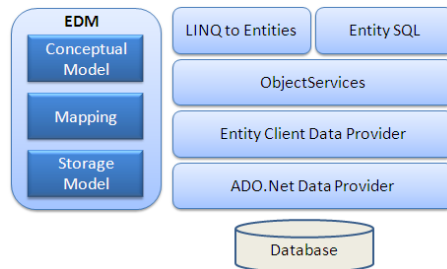 EDM
Conceptual
Model
Mapping
Storage
Model
LINQ to Entities
Entity SQL
ObjectServices
Entity Client Data Provider
ADO.Net Data Provider
Database